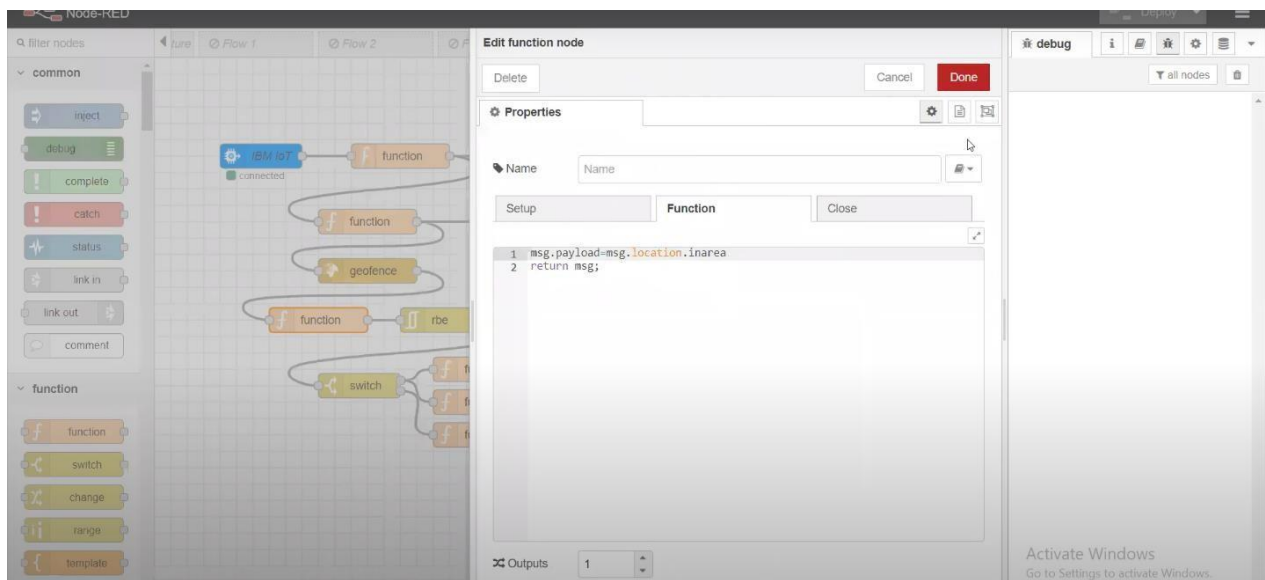 Node-RED
Deploy
filter nodes
ture
Flow 1
Flow 2
F
Edit function node
debug
i
common
Delete
Cancel
Done
all nodes
inject
Properties
debug
IBM IoT
function
connected
Name
Name
complete
catch
function
Setup
Function
Close
status
1 msg.payload=msg.location.inarea
2 return msg;
geofence
link in
link out
function
rbe
comment
switch
function
function
switch
change
range
template
Outputs
1
Activate Windows
Go to Settings to activate Windows.